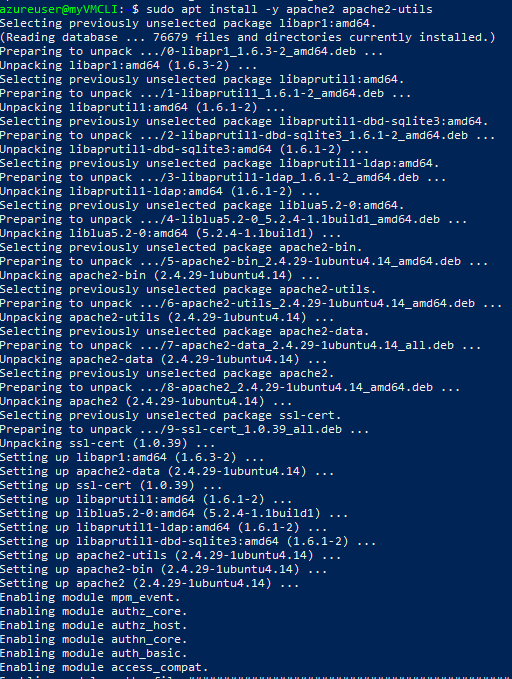 azureuser@myVMCLI: $ sudo apt install -y apache2 apache2-utils
Selecting previously unselected package libapr1:amd64.
(Reading database ... 76679 files and directories currently installed.)
Preparing to unpack .../0-libapr1_1.6.3-2_amd64.deb ...
Unpacking libapr1:amd64 (1.6.3-2) ...
Selecting previously unselected package libaprutil1:amd64.
Preparing to unpack .../1-libaprutil1_1.6.1-2_amd64.deb ...
Unpacking libaprutil1:amd64 (1.6.1-2) ...
Selecting previously unselected package libaprutil1-dbd-sqlite3:amd64.
Preparing to unpack .../2-libaprutil1-dbd-sqlite3_1.6.1-2_amd64.deb ...
Unpacking libaprutil1-dbd-sqlite3:amd64 (1.6.1-2) ...
Selecting previously unselected package libaprutil1-ldap:amd64.
Preparing to unpack .../3-libaprutil1-ldap_1.6.1-2_amd64.deb ...
Unpacking libaprutil1-ldap:amd64 (1.6.1-2) ...
Selecting previously unselected package liblua5.2-0:amd64.
Preparing to unpack .../4-liblua5.2-0_5.2.4-1.1build1_amd64.deb ...
Unpacking liblua5.2-0:amd64 (5.2.4-1.1build1) ...
Selecting previously unselected package apache2-bin.
Preparing to unpack .../5-apache2-bin_2.4.29-1ubuntu4.14_amd64.deb ...
Unpacking apache2-bin (2.4.29-1ubuntu4.14) ...
Selecting previously unselected package apache2-utils.
Preparing to unpack .../6-apache2-utils_2.4.29-1ubuntu4.14_amd64.deb ...
Unpacking apache2-utils (2.4.29-1ubuntu4.14) ...
Selecting previously unselected package apache2-data.
Preparing to unpack .../7-apache2-data_2.4.29-1ubuntu4.14_all.deb ...
Unpacking apache2-data (2.4.29-1ubuntu4.14) ...
Selecting previously unselected package apache2.
Preparing to unpack .../8-apache2_2.4.29-1ubuntu4.14_amd64.deb ...
Unpacking apache2 (2.4.29-1ubuntu4.14) ...
Selecting previously unselected package ssl-cert.
Preparing to unpack .../9-ssl-cert_1.0.39_all.deb ...
Unpacking ssl-cert (1.0.39) ...
Setting up libapr1:amd64 (1.6.3-2) ...
Setting up apache2-data (2.4.29-1ubuntu4.14) ...
Setting up ssl-cert (1.0.39) ...
Setting up libaprutil1:amd64 (1.6.1-2) ...
Setting up liblua5.2-0:amd64 (5.2.4-1.1build1) ...
Setting up libaprutil1-ldap:amd64 (1.6.1-2) ...
Setting up libaprutil1-dbd-sqlite3:amd64 (1.6.1-2) ...
Setting up apache2-utils (2.4.29-1ubuntu4.14) ...
Setting up apache2-bin (2.4.29-1ubuntu4.14) ...
Setting up apache2 (2.4.29-1ubuntu4.14) ...
Enabling module mpm_event.
Enabling module authz_core.
Enabling module authz_host.
Enabling module authn_core.
Enabling module auth_basic.
Enabling module access_compat.